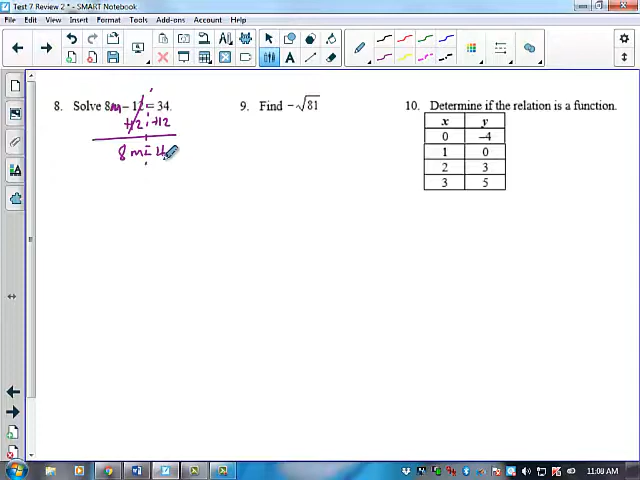 Test 7 Review 2 * - SMART Notebook
File Edit View Insert Format Tools Add-ons Account Help
8. Solve 8m − 12 = 34.
+12 +12
8m = 4
9. Find −√81
10. Determine if the relation is a function.
x y
0 −4
1 0
2 3
3 5
11:08 AM